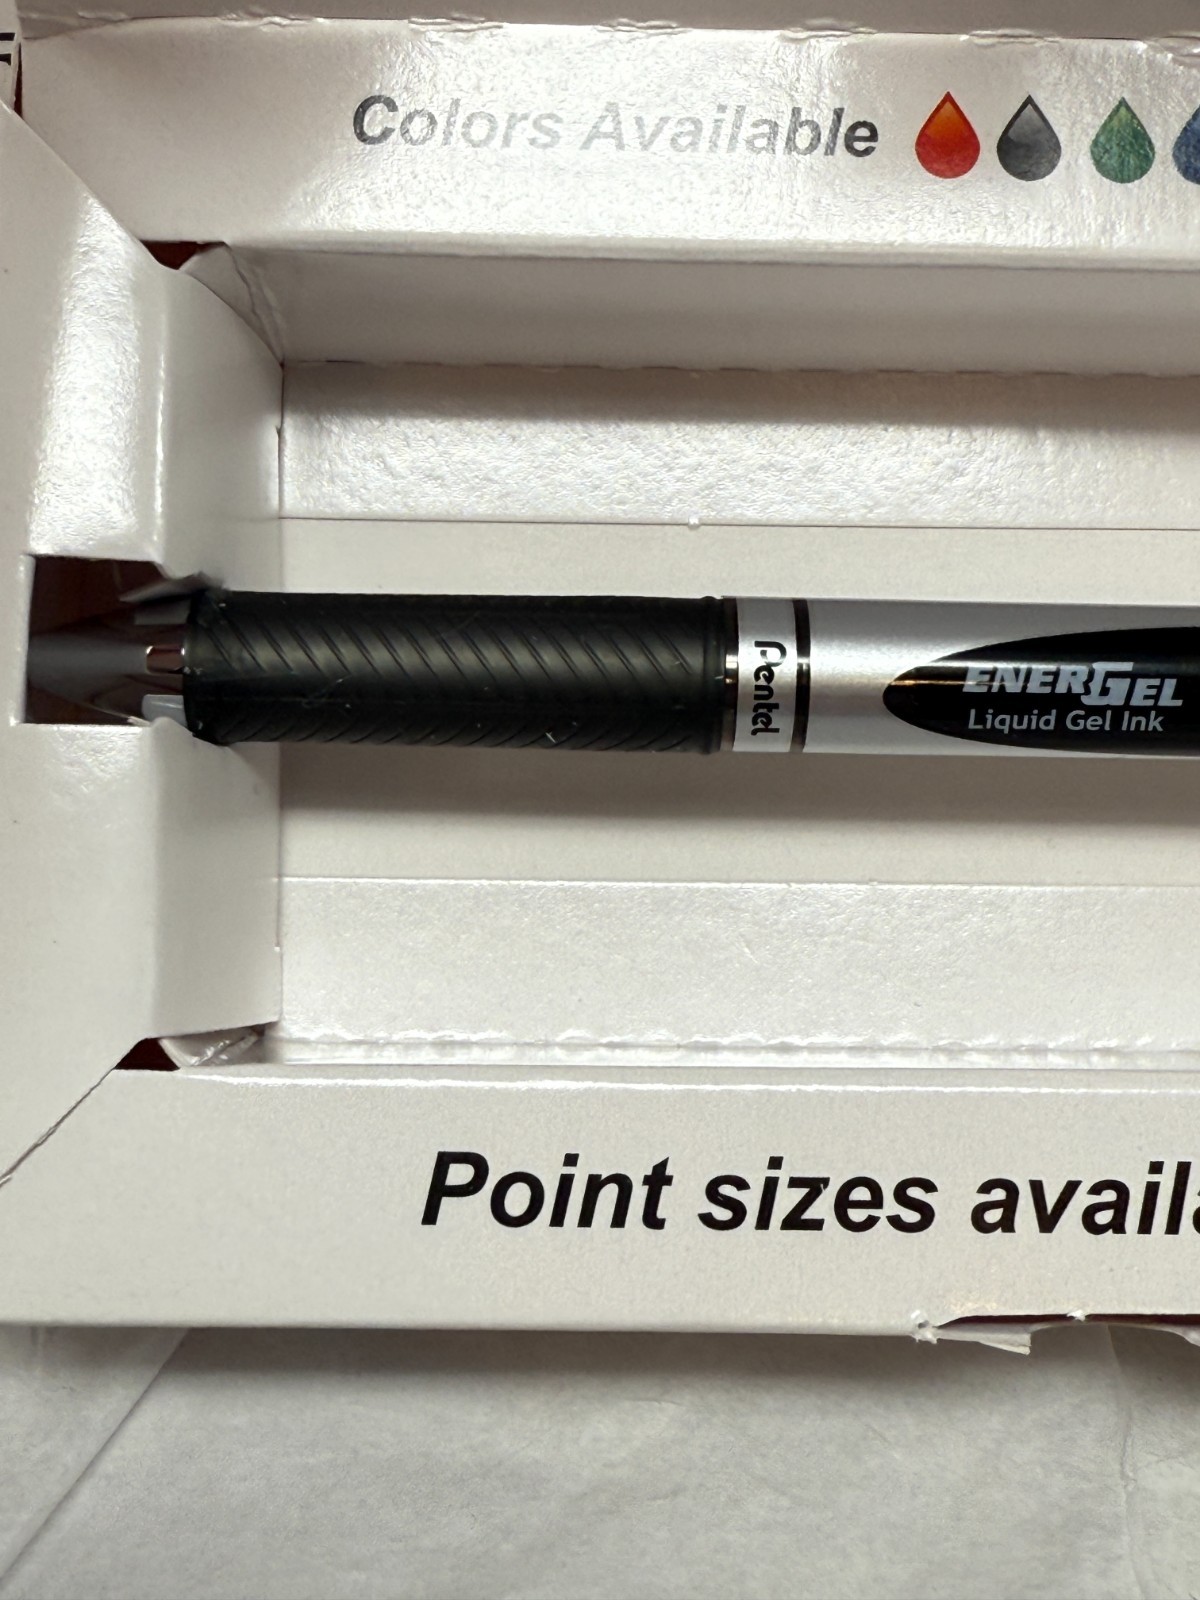 Colors Available
Pentel
ENERGEL
Liquid Gel Ink
Point sizes availa